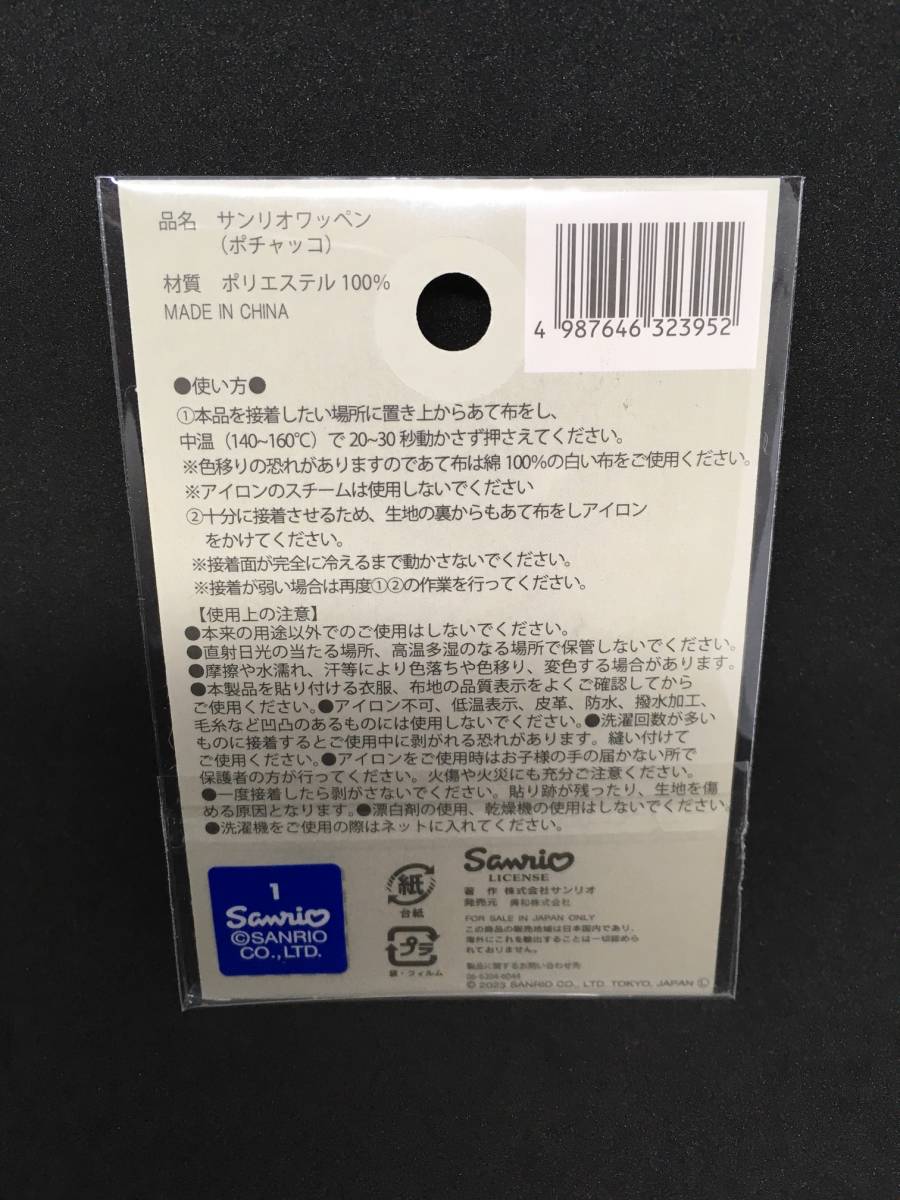 品名　サンリオワッペン
（ポチャッコ）
材質　ポリエステル 100%
MADE IN CHINA
4 987646 323952
●使い方●
①本品を接着したい場所に置き上からあて布をし、
中温（140~160℃）で 20~30 秒動かさず押さえてください。
※色移りの恐れがありますのであて布は綿 100%の白い布をご使用ください。
※アイロンのスチームは使用しないでください
②十分に接着させるため、生地の裏からもあて布をしアイロン
をかけてください。
※接着面が完全に冷えるまで動かさないでください。
※接着が弱い場合は再度①②の作業を行ってください。
【使用上の注意】
●本来の用途以外でのご使用はしないでください。
●直射日光の当たる場所、高温多湿のなる場所で保管しないでください。
●摩擦や水濡れ、汗等により色落ちや色移り、変色する場合があります。
●本製品を貼り付ける衣服、布地の品質表示をよくご確認してから
ご使用ください。●アイロン不可、低温表示、皮革、防水、撥水加工、
毛糸など凹凸のあるものには使用しないでください。●洗濯回数が多い
ものに接着するとご使用中に剥がれる恐れがあります。縫い付けて
ご使用ください。●アイロンをご使用時はお子様の手の届かない所で
保護者の方が行ってください。火傷や火災にも充分ご注意ください。
●一度接着したら剥がさないでください。貼り跡が残ったり、生地を傷
める原因となります。●漂白剤の使用、乾燥機の使用はしないでください。
●洗濯機をご使用の際はネットに入れてください。
1
Sanrio
©SANRIO
CO.,LTD.
紙
台紙
プラ
袋・フィルム
Sanrio
LICENSE
著 作 株式会社サンリオ
発売元 興和株式会社
FOR SALE IN JAPAN ONLY
この商品の販売地域は日本国内であり、
海外にこれを輸出することは一切認めら
れておりません。
製品に関するお問い合わせ先
06-6204-6044
© 2023 SANRIO CO., LTD. TOKYO, JAPAN Ⓛ